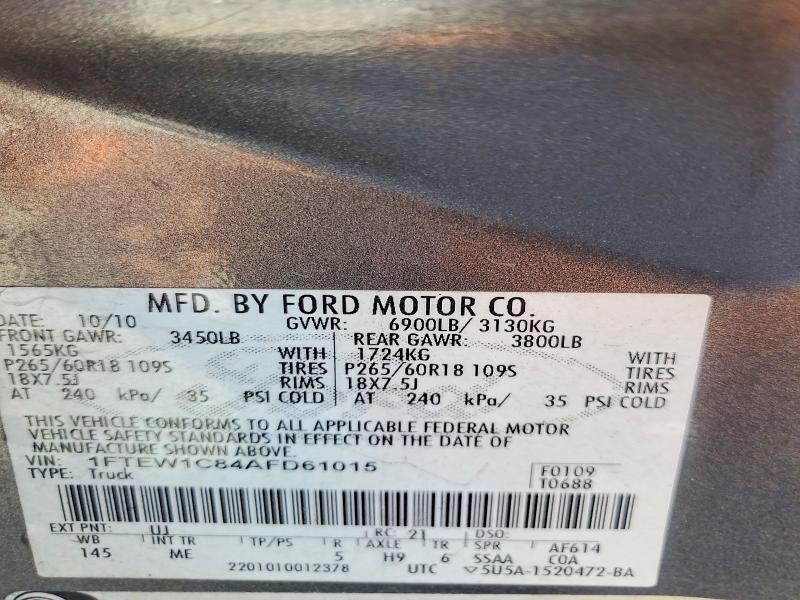 MFD. BY FORD MOTOR CO.
DATE: 10/10 GVWR: 6900LB/ 3130KG
FRONT GAWR: 3450LB REAR GAWR: 3800LB
1565KG WITH 1724KG WITH
P265/60R18 109S TIRES P265/60R18 109S TIRES
18X7.5J RIMS 18X7.5J RIMS
AT 240 kPa/ 35 PSI COLD AT 240 kPa/ 35 PSI COLD
THIS VEHICLE CONFORMS TO ALL APPLICABLE FEDERAL MOTOR
VEHICLE SAFETY STANDARDS IN EFFECT ON THE DATE OF
MANUFACTURE SHOWN ABOVE.
VIN: 1FTEW1C84AFD61015 F0109
TYPE: Truck T0688
EXT PNT: UJ RC: 21 DSO:
WB INT TR TP/PS R AXLE TR SPR AF614
145 ME 5 H9 6 SSAA COA
2201010012378 UTC ▽5U5A-1520472-BA